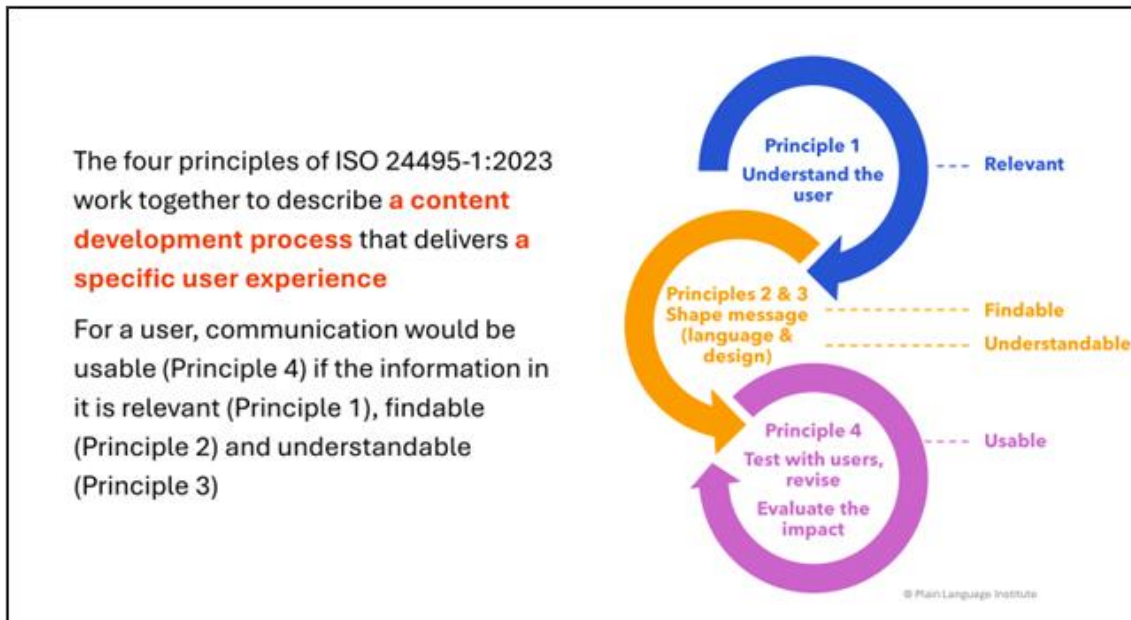 The four principles of ISO 24495-1:2023
work together to describe a content
development process that delivers a
specific user experience
For a user, communication would be
usable (Principle 4) if the information in
it is relevant (Principle 1), findable
(Principle 2) and understandable
(Principle 3)
Principle 1
Understand the
user
Relevant
Principles 2 & 3
Shape message
(language &
design)
Findable
Understandable
Principle 4
Test with users,
revise
Evaluate the
impact
Usable
© Plain Language Institute